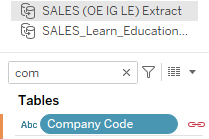 SALES (OE IG LE) Extract
SALES_Learn_Education...
com
Tables
Abc Company Code